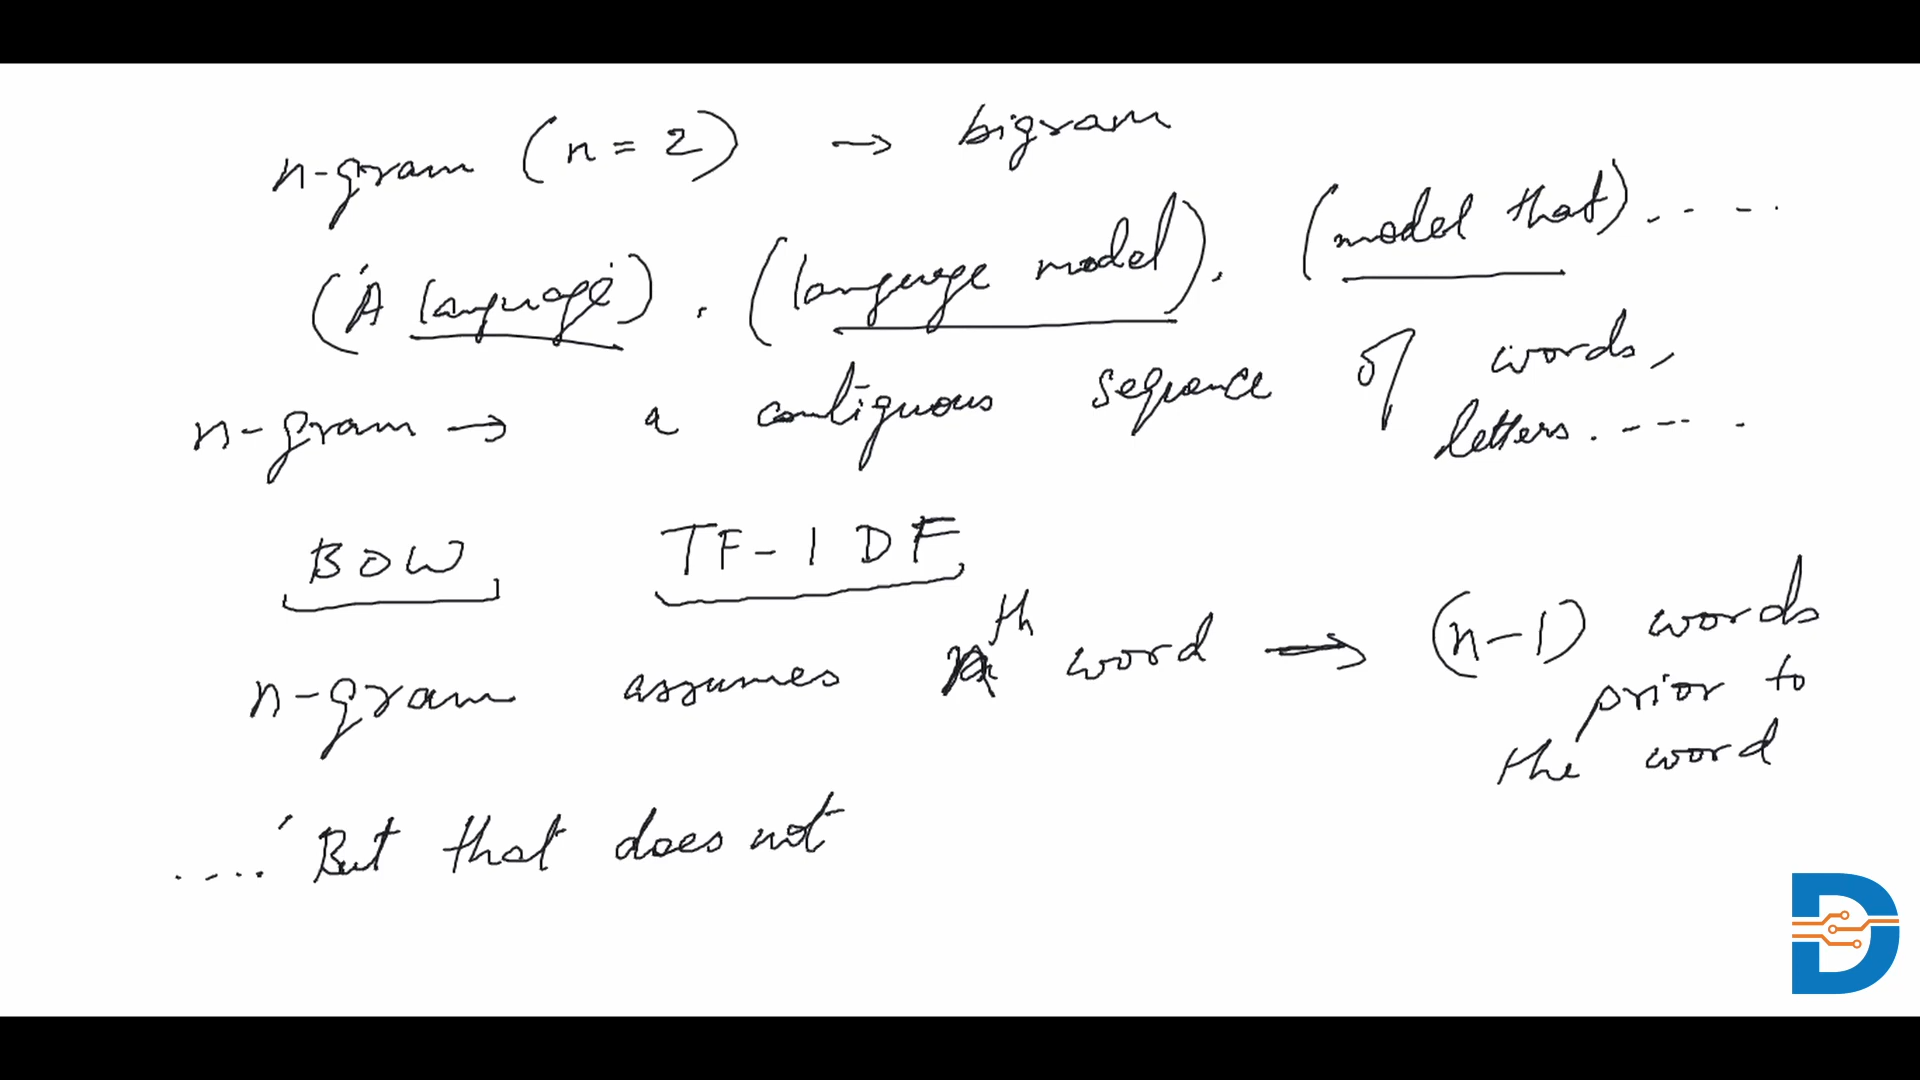 n-gram (n = 2) → bigram
('A language'). (language model). (model that).....
n-gram → a contiguous sequence of words,
letters.....
BOW TF-IDF
n-gram assumes nth word → (n-1) words
prior to
the word
....' But that does not